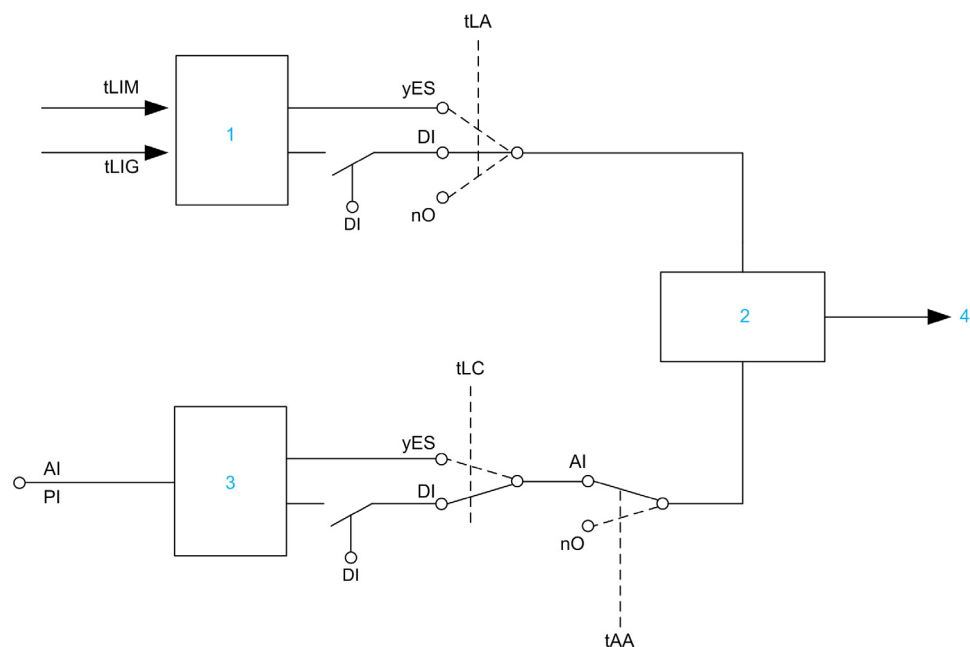 tLA
tLIM
yES
1
DI
tLIG
DI
nO
2
4
tLC
yES
AI
AI
3
DI
PI
nO
DI
tAA